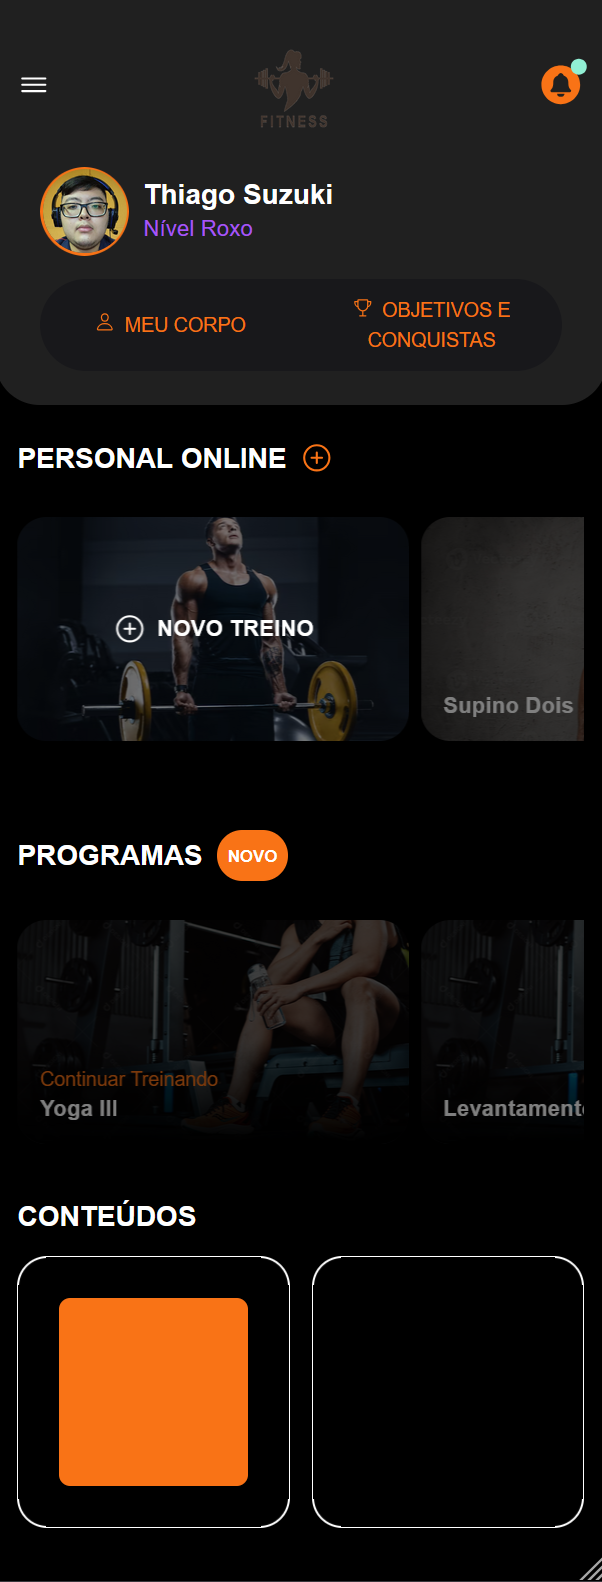 FITNESS
Thiago Suzuki
Nível Roxo
MEU CORPO
OBJETIVOS E
CONQUISTAS
PERSONAL ONLINE
NOVO TREINO
Supino Dois
PROGRAMAS
NOVO
Continuar Treinando
Yoga III
Levantamento
CONTEÚDOS